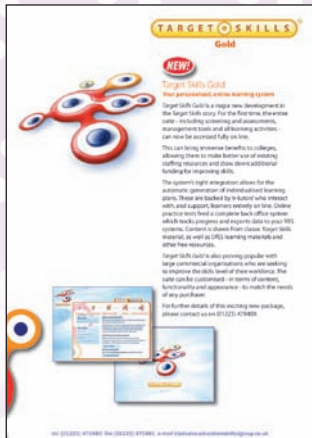 TARGET SKILLS
Gold
NEW!
Target Skills Gold
Your personalised, online learning system
Target Skills Gold is a major new development in
the Target Skills story. For the first time, the entire
suite - including screening and assessments,
management tools and all learning activities -
can now be accessed fully on line.
This can bring immense benefits to colleges,
allowing them to make better use of existing
staffing resources and draw down additional
funding for improving skills.
The system's tight integration allows for the
automatic generation of individualised learning
plans. These are backed by 'e-tutors' who interact
with, and support, learners entirely on line. Online
practice tests feed a complete back office system
which tracks progress and exports data to your MIS
systems. Content is drawn from classic Target Skills
material, as well as DfES learning materials and
other free resources.
Target Skills Gold is also proving popular with
large commercial organisations who are seeking
to improve the skills level of their workforce. The
suite can be customised - in terms of content,
functionality and appearance - to match the needs
of any purchaser.
For further details of this exciting new package,
please contact us on (01223) 470480.
tel: (01223) 470480 fax: (01223) 470481 e-mail